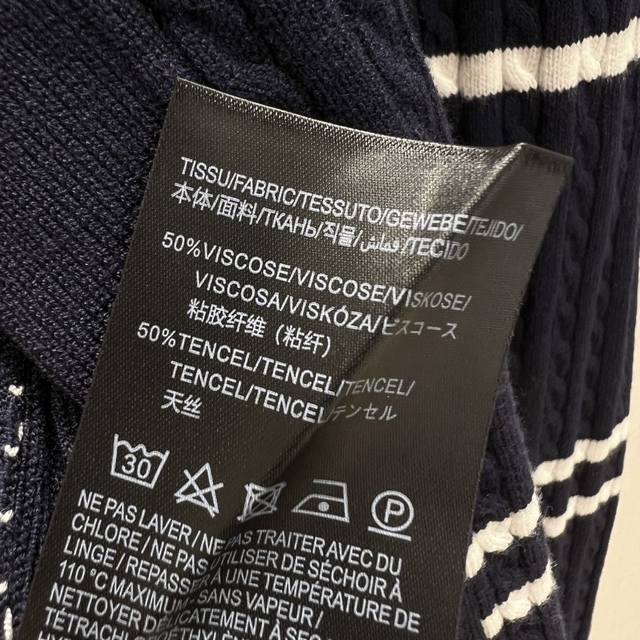 TISSU/FABRIC/TESSUTO/GEWEBE/TEJIDO/
本体/面料/ТКАНЬ/직물/قماش/TECIDO
50%VISCOSE/VISCOSE/VISKOSE/
VISCOSA/VISKÓZA/ビスコース
粘胶纤维（粘纤）
50%TENCEL/TENCEL/TENCEL/
TENCEL/TENCEL/テンセル
天丝
30 P
NE PAS LAVER/NE PAS TRAITER AVEC DU
CHLORE / NE PAS UTILISER DE SÉCHOIR À
LINGE / REPASSER À UNE TEMPÉRATURE DE
110 °C MAXIMUM SANS VAPEUR/
NETTOYER DÉLICATEMENT À SEC